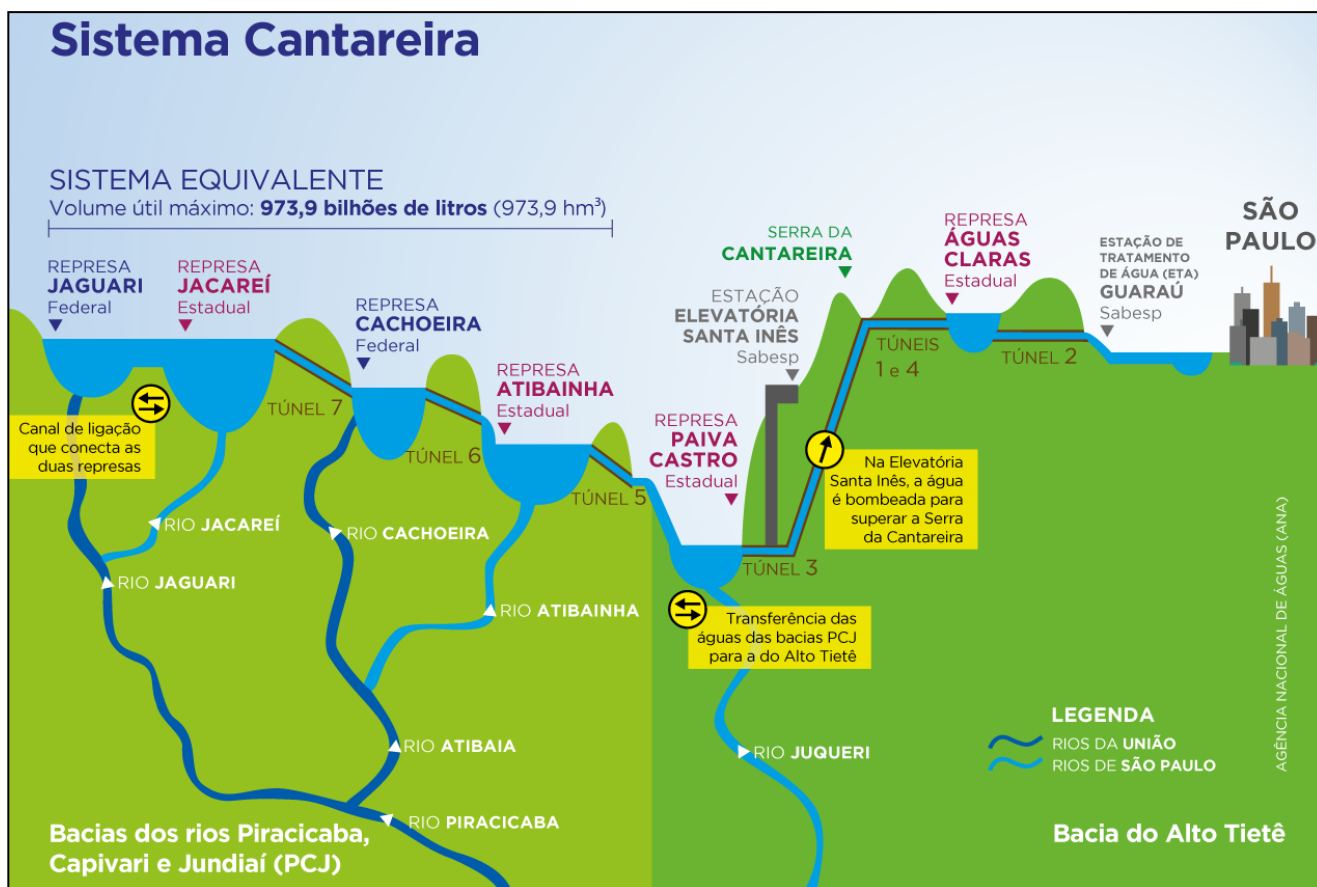 Sistema Cantareira
SISTEMA EQUIVALENTE
Volume útil máximo: 973,9 bilhões de litros (973,9 hm³)
REPRESA
JAGUARI
Federal
REPRESA
JACAREÍ
Estadual
REPRESA
CACHOEIRA
Federal
REPRESA
ATIBAINHA
Estadual
REPRESA
PAIVA
CASTRO
Estadual
ESTAÇÃO
ELEVATÓRIA
SANTA INÊS
Sabesp
SERRA DA
CANTAREIRA
REPRESA
ÁGUAS
CLARAS
Estadual
ESTAÇÃO DE
TRATAMENTO
DE ÁGUA (ETA)
GUARAÚ
Sabesp
SÃO
PAULO
TÚNEL 7
TÚNEL 6
TÚNEL 5
TÚNEL 3
TÚNEIS
1 e 4
TÚNEL 2
Canal de ligação
que conecta as
duas represas
Na Elevatória
Santa Inês, a água
é bombeada para
superar a Serra
da Cantareira
Transferência das
águas das bacias PCJ
para a do Alto Tietê
RIO JACAREÍ
RIO JAGUARI
RIO CACHOEIRA
RIO ATIBAINHA
RIO ATIBAIA
RIO PIRACICABA
RIO JUQUERI
LEGENDA
RIOS DA UNIÃO
RIOS DE SÃO PAULO
AGÊNCIA NACIONAL DE ÁGUAS (ANA)
Bacias dos rios Piracicaba,
Capivari e Jundiaí (PCJ)
Bacia do Alto Tietê